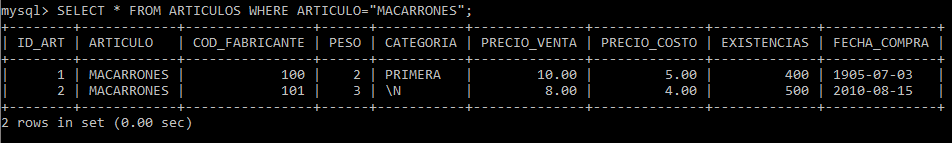 mysql> SELECT * FROM ARTICULOS WHERE ARTICULO="MACARRONES";
+--------+------------+----------------+------+-----------+--------------+--------------+-------------+--------------+
| ID_ART | ARTICULO   | COD_FABRICANTE | PESO | CATEGORIA | PRECIO_VENTA | PRECIO_COSTO | EXISTENCIAS | FECHA_COMPRA |
+--------+------------+----------------+------+-----------+--------------+--------------+-------------+--------------+
|      1 | MACARRONES |            100 |    2 | PRIMERA   |        10.00 |         5.00 |         400 | 1905-07-03   |
|      2 | MACARRONES |            101 |    3 | \N        |         8.00 |         4.00 |         500 | 2010-08-15   |
+--------+------------+----------------+------+-----------+--------------+--------------+-------------+--------------+
2 rows in set (0.00 sec)